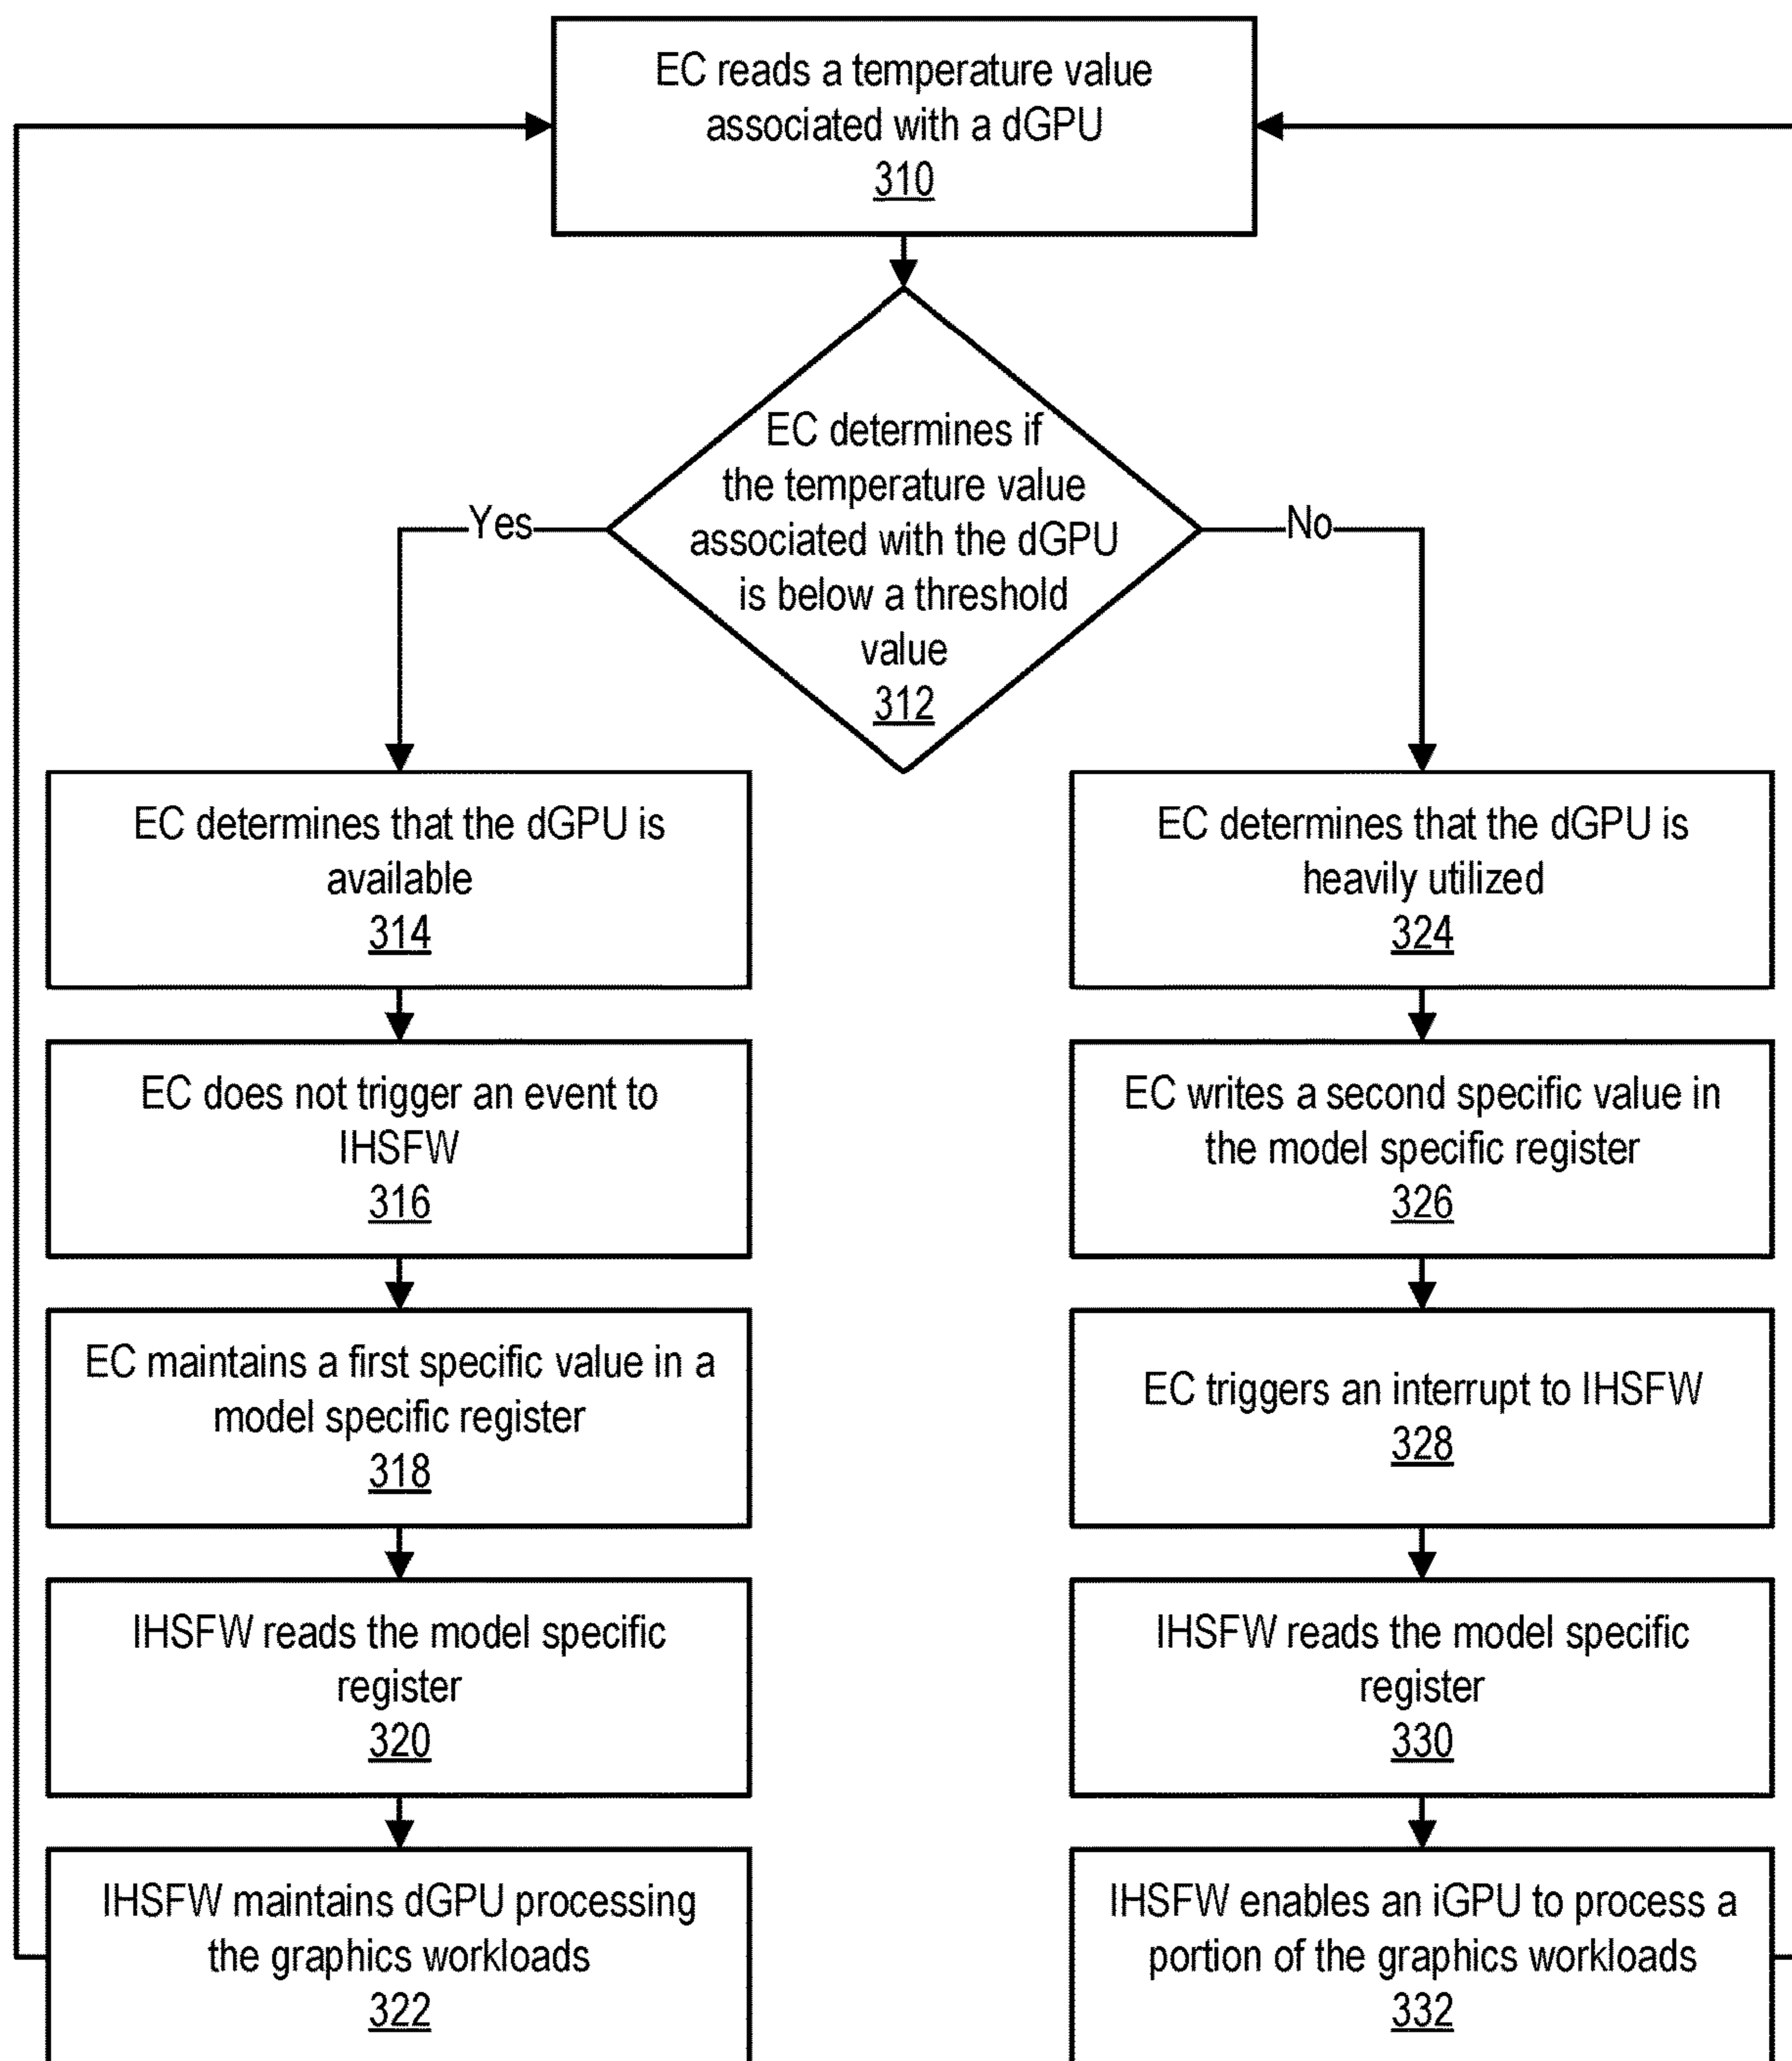 EC reads a temperature value
associated with a dGPU
310
EC determines if
the temperature value
associated with the dGPU
is below a threshold
value
312
Yes
No
EC determines that the dGPU is
available
314
EC does not trigger an event to
IHSFW
316
EC maintains a first specific value in a
model specific register
318
IHSFW reads the model specific
register
320
IHSFW maintains dGPU processing
the graphics workloads
322
EC determines that the dGPU is
heavily utilized
324
EC writes a second specific value in
the model specific register
326
EC triggers an interrupt to IHSFW
328
IHSFW reads the model specific
register
330
IHSFW enables an iGPU to process a
portion of the graphics workloads
332